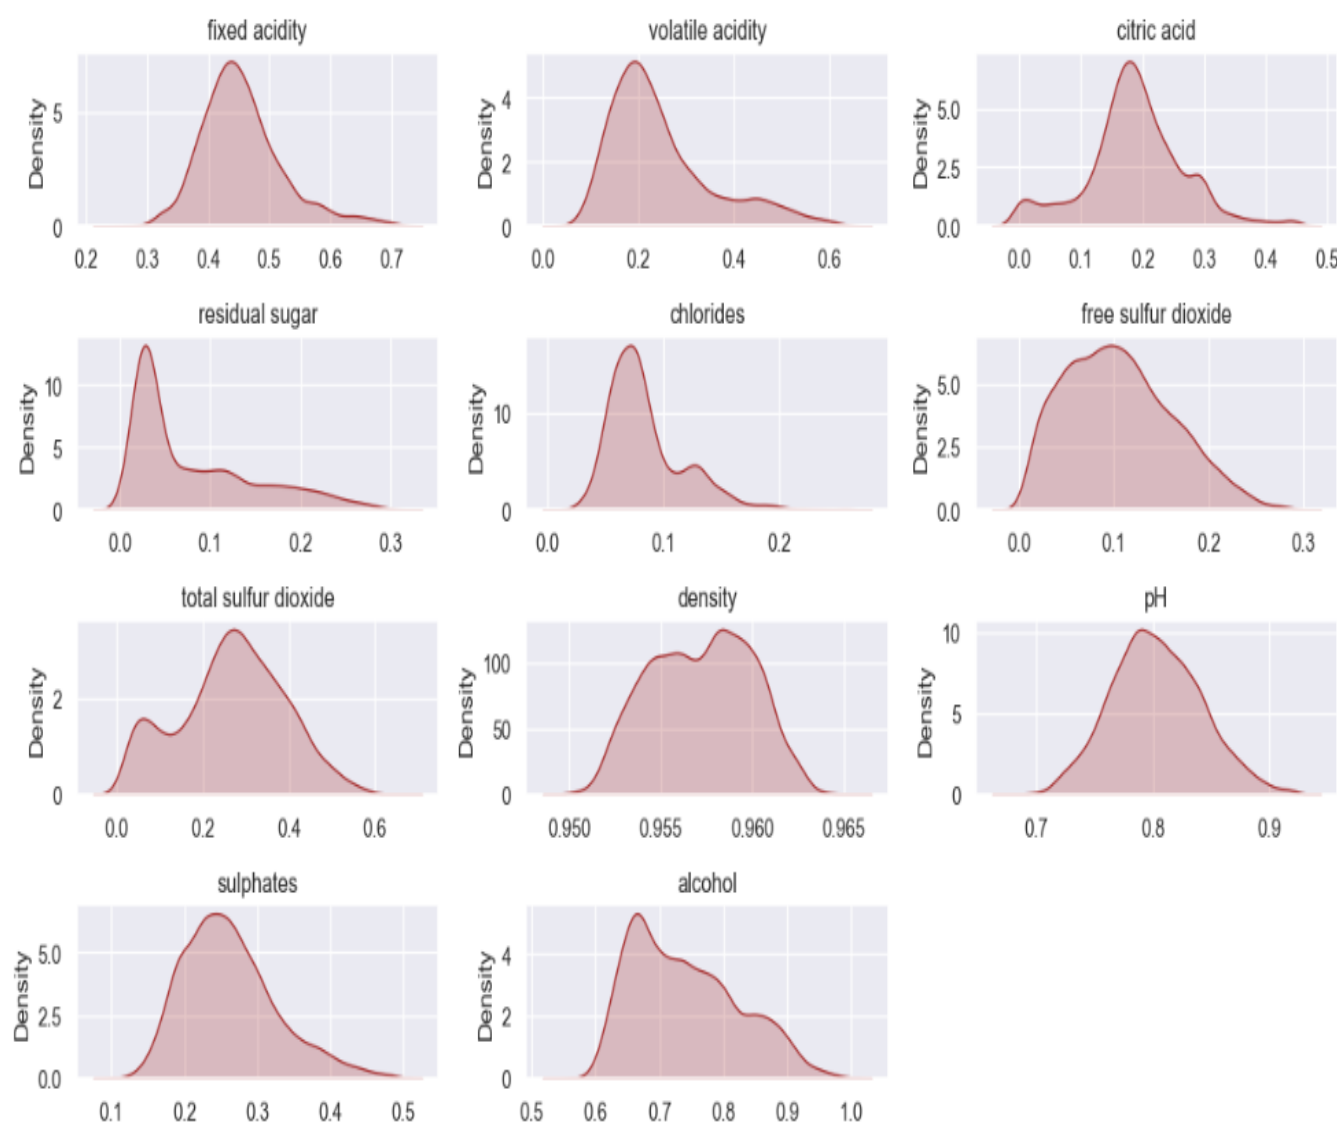 fixed acidity
Density
5
0
0.2 0.3 0.4 0.5 0.6 0.7
volatile acidity
Density
4
2
0
0.0 0.2 0.4 0.6
citric acid
Density
5.0
2.5
0.0
0.0 0.1 0.2 0.3 0.4 0.5
residual sugar
Density
10
5
0
0.0 0.1 0.2 0.3
chlorides
Density
10
0
0.0 0.1 0.2
free sulfur dioxide
Density
5.0
2.5
0.0
0.0 0.1 0.2 0.3
total sulfur dioxide
Density
2
0
0.0 0.2 0.4 0.6
density
Density
100
50
0
0.950 0.955 0.960 0.965
pH
Density
10
5
0
0.7 0.8 0.9
sulphates
Density
5.0
2.5
0.0
0.1 0.2 0.3 0.4 0.5
alcohol
Density
4
2
0
0.5 0.6 0.7 0.8 0.9 1.0